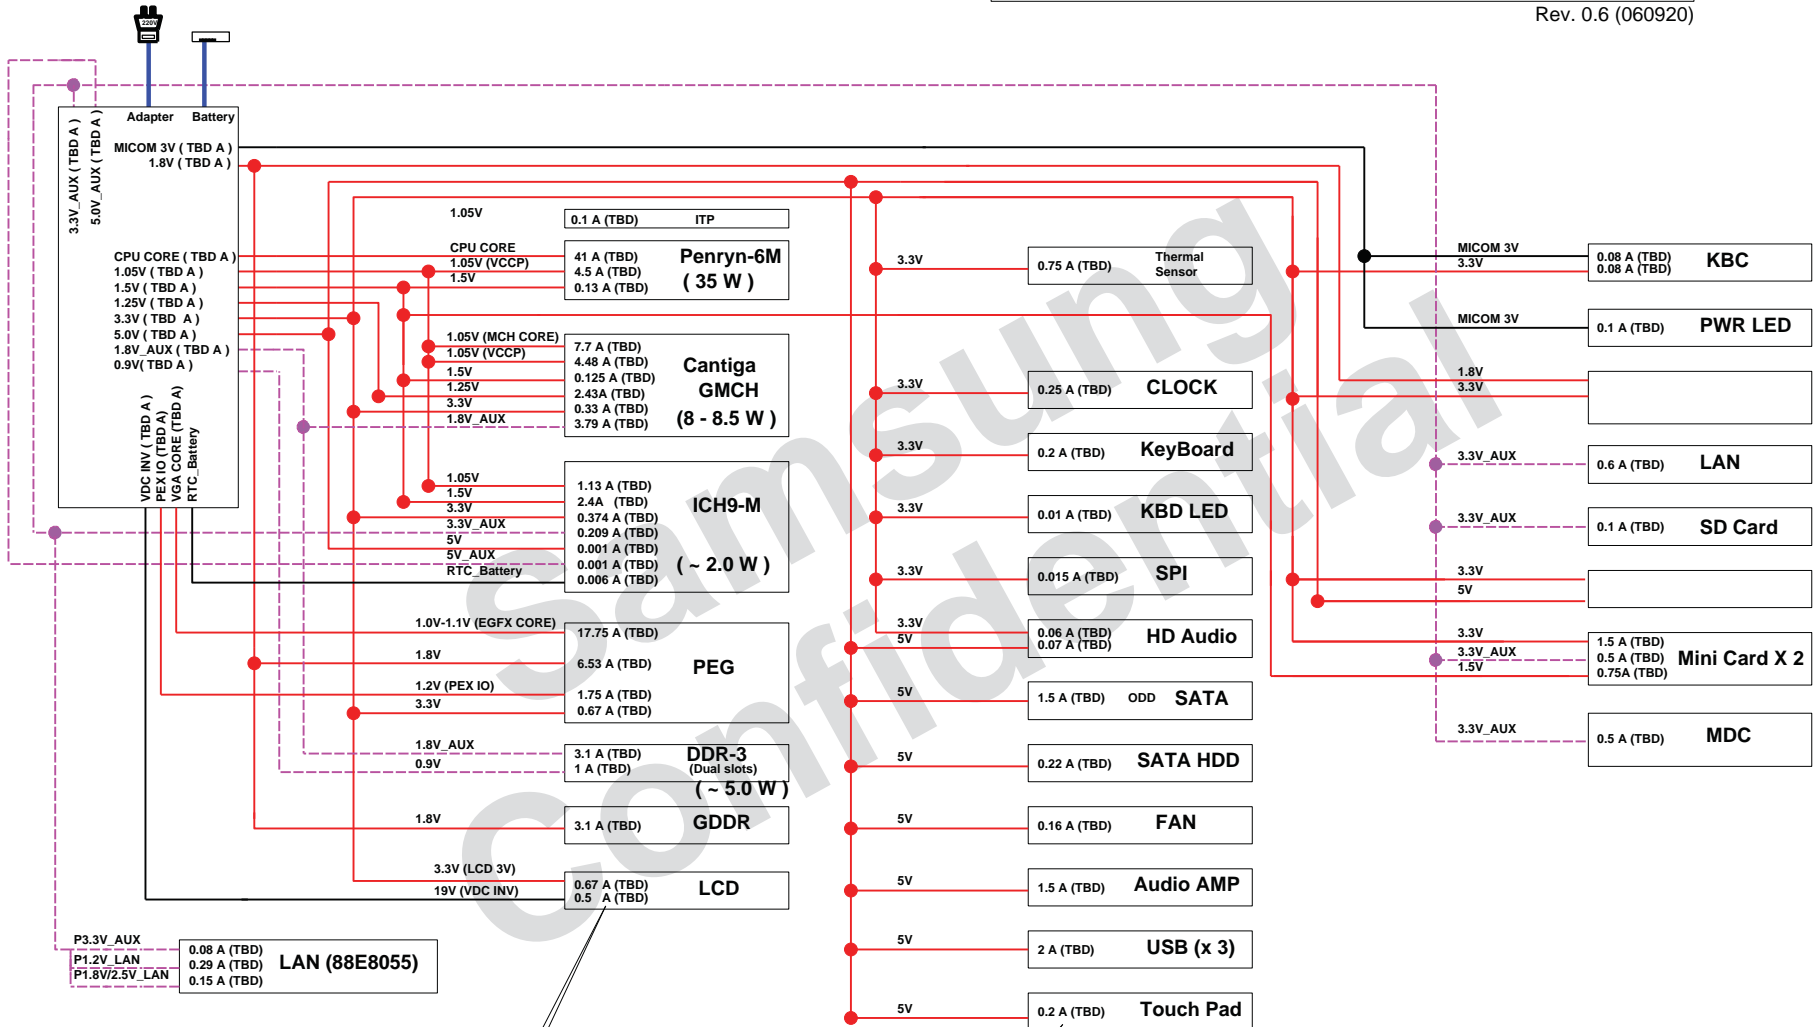 Rev. 0.6 (060920)
220V
Adapter
Battery
3.3V_AUX ( TBD A )
5.0V_AUX ( TBD A )
MICOM 3V ( TBD A )
1.8V ( TBD A )
CPU CORE ( TBD A )
1.05V ( TBD A )
1.5V ( TBD A )
1.25V ( TBD A )
3.3V ( TBD A )
5.0V ( TBD A )
1.8V_AUX ( TBD A )
0.9V( TBD A )
VDC INV ( TBD A )
PEX IO (TBD A)
VGA CORE (TBD A)
RTC_Battery
1.05V
0.1 A (TBD) ITP
CPU CORE
1.05V (VCCP)
1.5V
41 A (TBD)
4.5 A (TBD)
0.13 A (TBD)
Penryn-6M
( 35 W )
1.05V (MCH CORE)
1.05V (VCCP)
1.5V
1.25V
3.3V
1.8V_AUX
7.7 A (TBD)
4.48 A (TBD)
0.125 A (TBD)
2.43A (TBD)
0.33 A (TBD)
3.79 A (TBD)
Cantiga
GMCH
(8 - 8.5 W )
1.05V
1.5V
3.3V
3.3V_AUX
5V
5V_AUX
RTC_Battery
1.13 A (TBD)
2.4A (TBD)
0.374 A (TBD)
0.209 A (TBD)
0.001 A (TBD)
0.001 A (TBD)
0.006 A (TBD)
ICH9-M
( ~ 2.0 W )
1.0V-1.1V (EGFX CORE)
1.8V
1.2V (PEX IO)
3.3V
17.75 A (TBD)
6.53 A (TBD)
1.75 A (TBD)
0.67 A (TBD)
PEG
1.8V_AUX
0.9V
3.1 A (TBD)
1 A (TBD)
DDR-3
(Dual slots)
( ~ 5.0 W )
1.8V
3.1 A (TBD) GDDR
3.3V (LCD 3V)
19V (VDC INV)
0.67 A (TBD)
0.5 A (TBD)
LCD
P3.3V_AUX
P1.2V_LAN
P1.8V/2.5V_LAN
0.08 A (TBD)
0.29 A (TBD)
0.15 A (TBD)
LAN (88E8055)
3.3V
0.75 A (TBD)
Thermal
Sensor
3.3V
0.25 A (TBD) CLOCK
3.3V
0.2 A (TBD) KeyBoard
3.3V
0.01 A (TBD) KBD LED
3.3V
0.015 A (TBD) SPI
3.3V
5V
0.06 A (TBD)
0.07 A (TBD)
HD Audio
5V
1.5 A (TBD) ODD SATA
5V
0.22 A (TBD) SATA HDD
5V
0.16 A (TBD) FAN
5V
1.5 A (TBD) Audio AMP
5V
2 A (TBD) USB (x 3)
5V
0.2 A (TBD) Touch Pad
MICOM 3V
3.3V
0.08 A (TBD)
0.08 A (TBD)
KBC
MICOM 3V
0.1 A (TBD) PWR LED
1.8V
3.3V
3.3V_AUX
0.6 A (TBD) LAN
3.3V_AUX
0.1 A (TBD) SD Card
3.3V
5V
3.3V
3.3V_AUX
1.5V
1.5 A (TBD)
0.5 A (TBD)
0.75A (TBD)
Mini Card X 2
3.3V_AUX
0.5 A (TBD) MDC
Samsung
Confidential